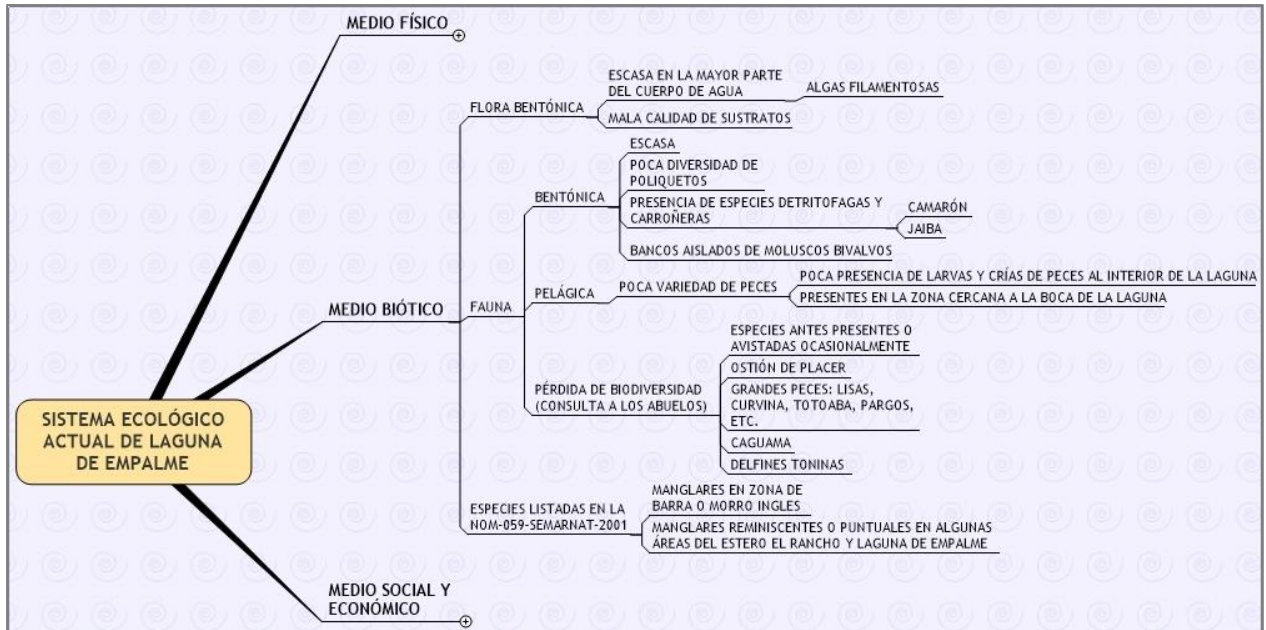 MEDIO FÍSICO
ESCASA EN LA MAYOR PARTE
DEL CUERPO DE AGUA
ALGAS FILAMENTOSAS
FLORA BENTÓNICA
MALA CALIDAD DE SUSTRATOS
ESCASA
POCA DIVERSIDAD DE
POLIQUETOS
BENTÓNICA
PRESENCIA DE ESPECIES DETRITOFAGAS Y
CARROÑERAS
CAMARÓN
JAIBA
BANCOS AISLADOS DE MOLUSCOS BIVALVOS
MEDIO BIÓTICO
FAUNA
PELÁGICA
POCA VARIEDAD DE PECES
POCA PRESENCIA DE LARVAS Y CRÍAS DE PECES AL INTERIOR DE LA LAGUNA
PRESENTES EN LA ZONA CERCANA A LA BOCA DE LA LAGUNA
ESPECIES ANTES PRESENTES O
AVISTADAS OCASIONALMENTE
OSTIÓN DE PLACER
PÉRDIDA DE BIODIVERSIDAD
(CONSULTA A LOS ABUELOS)
GRANDES PECES: LISAS,
CURVINA, TOTOABA, PARGOS,
ETC.
CAGUAMA
DELFINES TONINAS
SISTEMA ECOLÓGICO
ACTUAL DE LAGUNA
DE EMPALME
ESPECIES LISTADAS EN LA
NOM-059-SEMARNAT-2001
MANGLARES EN ZONA DE
BARRA O MORRO INGLES
MANGLARES REMINISCENTES O PUNTUALES EN ALGUNAS
ÁREAS DEL ESTERO EL RANCHO Y LAGUNA DE EMPALME
MEDIO SOCIAL Y
ECONÓMICO